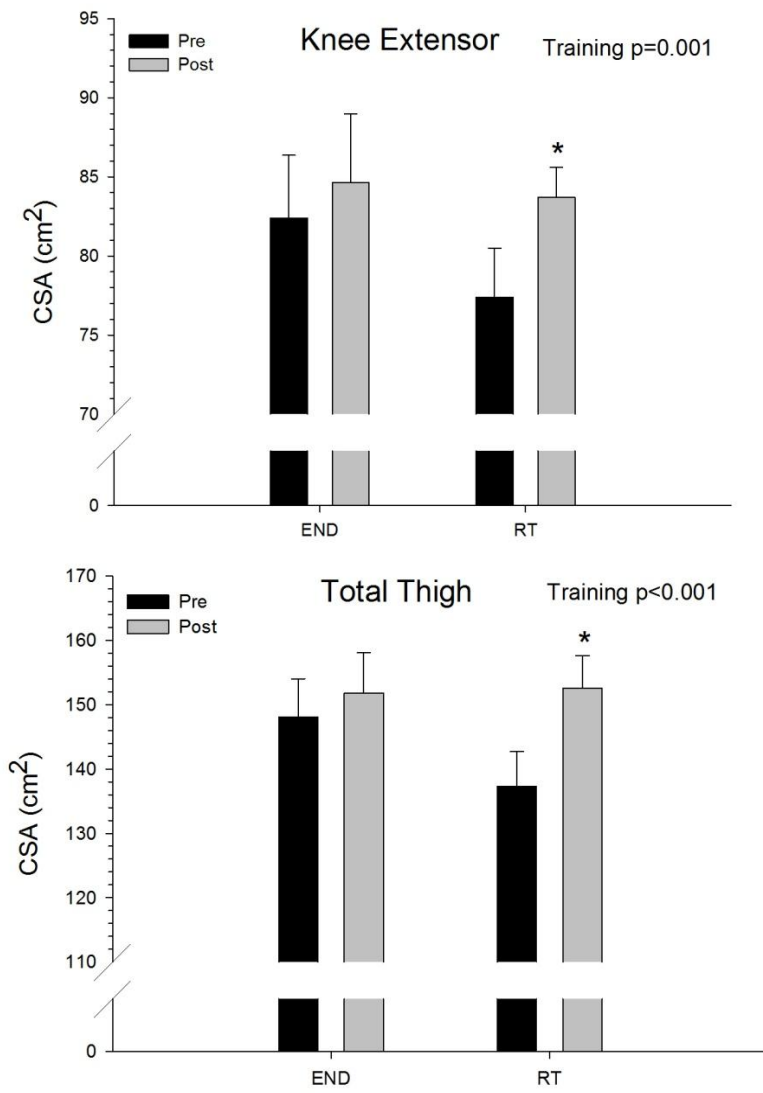 Knee Extensor
Training p=0.001
Pre
Post
CSA (cm²)
95
90
85
80
75
70
0
*
END
RT
Total Thigh
Training p<0.001
Pre
Post
CSA (cm²)
170
160
150
140
130
120
110
0
*
END
RT